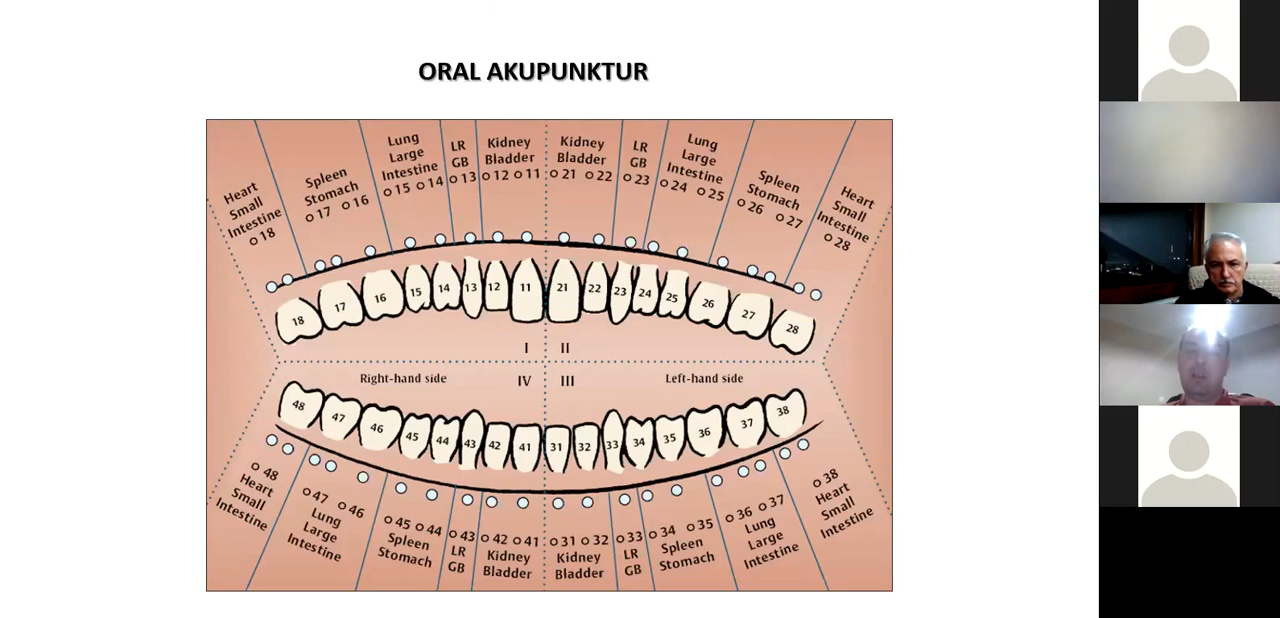 ORAL AKUPUNKTUR
Heart
Small
Intestine
18
Spleen
Stomach
17 16
Lung
Large
Intestine
15 14
LR
GB
13
Kidney
Bladder
12 11
Kidney
Bladder
21 22
LR
GB
23
Lung
Large
Intestine
24 25
Spleen
Stomach
26 27
Heart
Small
Intestine
28
18 17 16 15 14 13 12 11 21 22 23 24 25 26 27 28
I II
Right-hand side IV III Left-hand side
48 47 46 45 44 43 42 41 31 32 33 34 35 36 37 38
48
Heart
Small
Intestine
47 46
Lung
Large
Intestine
45 44
Spleen
Stomach
43
LR
GB
42 41
Kidney
Bladder
31 32
Kidney
Bladder
33
LR
GB
34 35
Spleen
Stomach
36 37
Lung
Large
Intestine
38
Heart
Small
Intestine